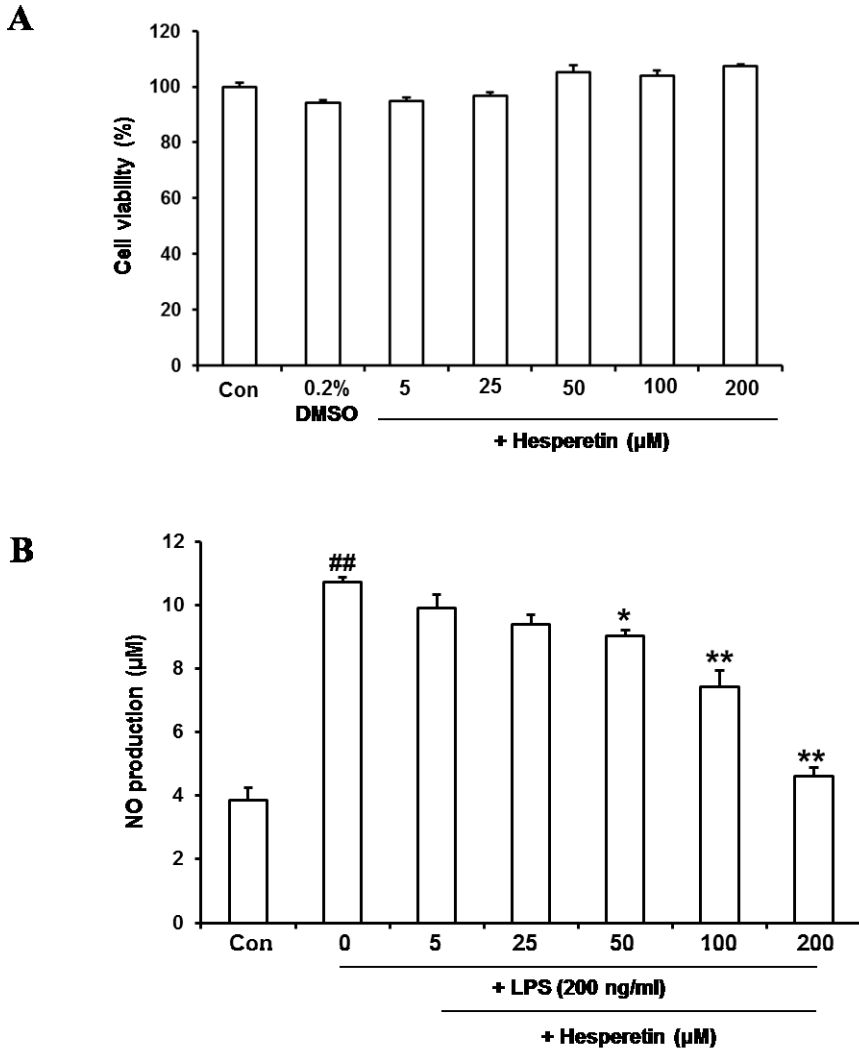 A
Cell viability (%)
120
100
80
60
40
20
0
Con 0.2% 5 25 50 100 200
DMSO
+ Hesperetin (µM)
B
NO production (µM)
12
10
8
6
4
2
0
##
*
**
**
Con 0 5 25 50 100 200
+ LPS (200 ng/ml)
+ Hesperetin (µM)